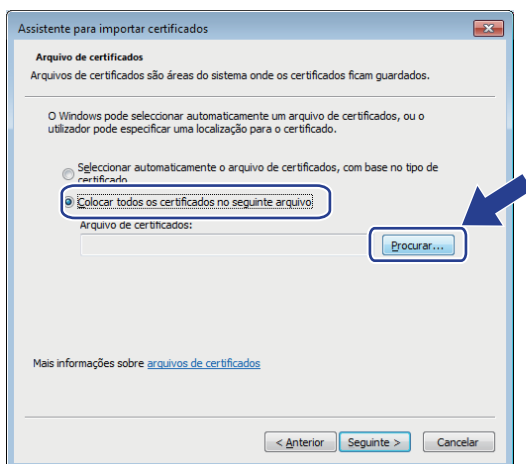 Assistente para importar certificados
Arquivo de certificados
Arquivos de certificados são áreas do sistema onde os certificados ficam guardados.
O Windows pode seleccionar automaticamente um arquivo de certificados, ou o
utilizador pode especificar uma localização para o certificado.
Seleccionar automaticamente o arquivo de certificados, com base no tipo de
certificado
Colocar todos os certificados no seguinte arquivo
Arquivo de certificados:
Procurar...
Mais informações sobre arquivos de certificados
< Anterior
Seguinte >
Cancelar